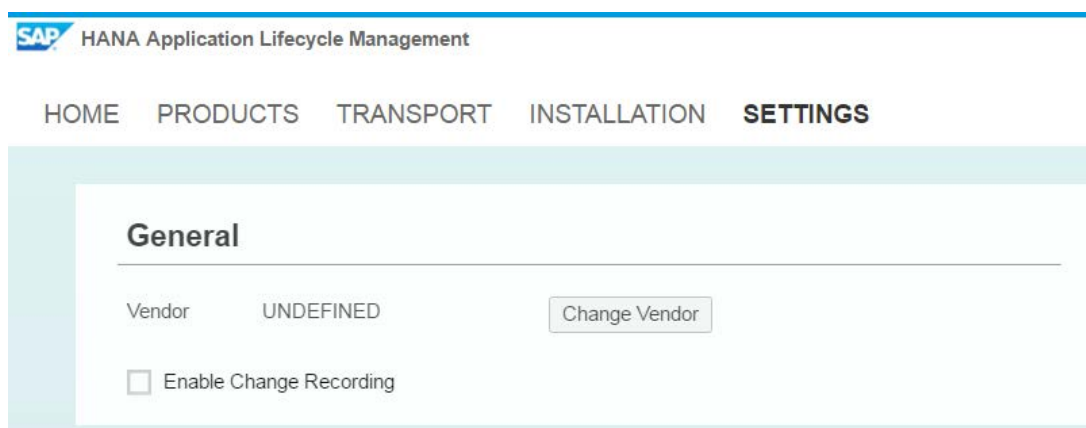 SAP HANA Application Lifecycle Management
HOME PRODUCTS TRANSPORT INSTALLATION SETTINGS
General
Vendor UNDEFINED Change Vendor
Enable Change Recording